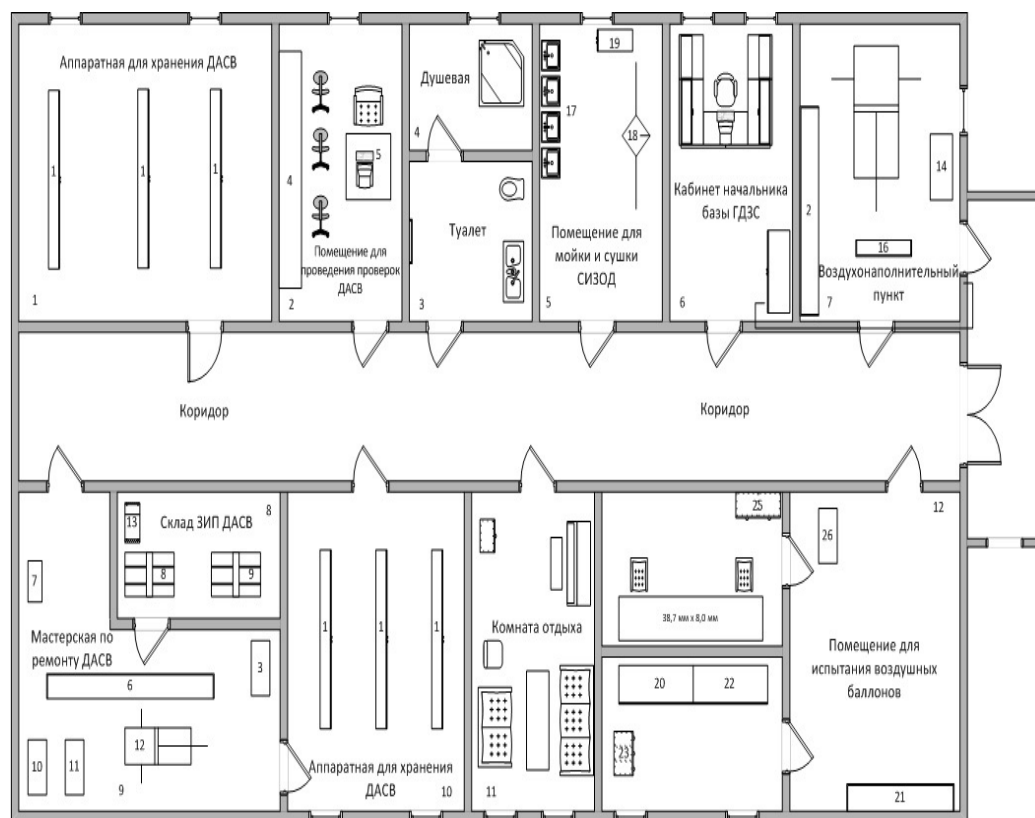 Аппаратная для хранения ДАСВ
1
1
1
1
4
5
Помещение для
проведения проверок
ДАСВ
2
Душевая
4
Туалет
3
17
19
18
Помещение для
мойки и сушки
СИЗОД
5
Кабинет начальника
базы ГДЗС
6
2
14
16
Воздухонаполнительный
пункт
7
Коридор
Коридор
7
13
Склад ЗИП ДАСВ
8
8
9
Мастерская по
ремонту ДАСВ
3
6
12
10
11
9
1
1
1
Аппаратная для хранения
ДАСВ
10
Комната отдыха
11
25
38,7 мм x 8,0 мм
20
22
23
12
26
Помещение для
испытания воздушных
баллонов
21